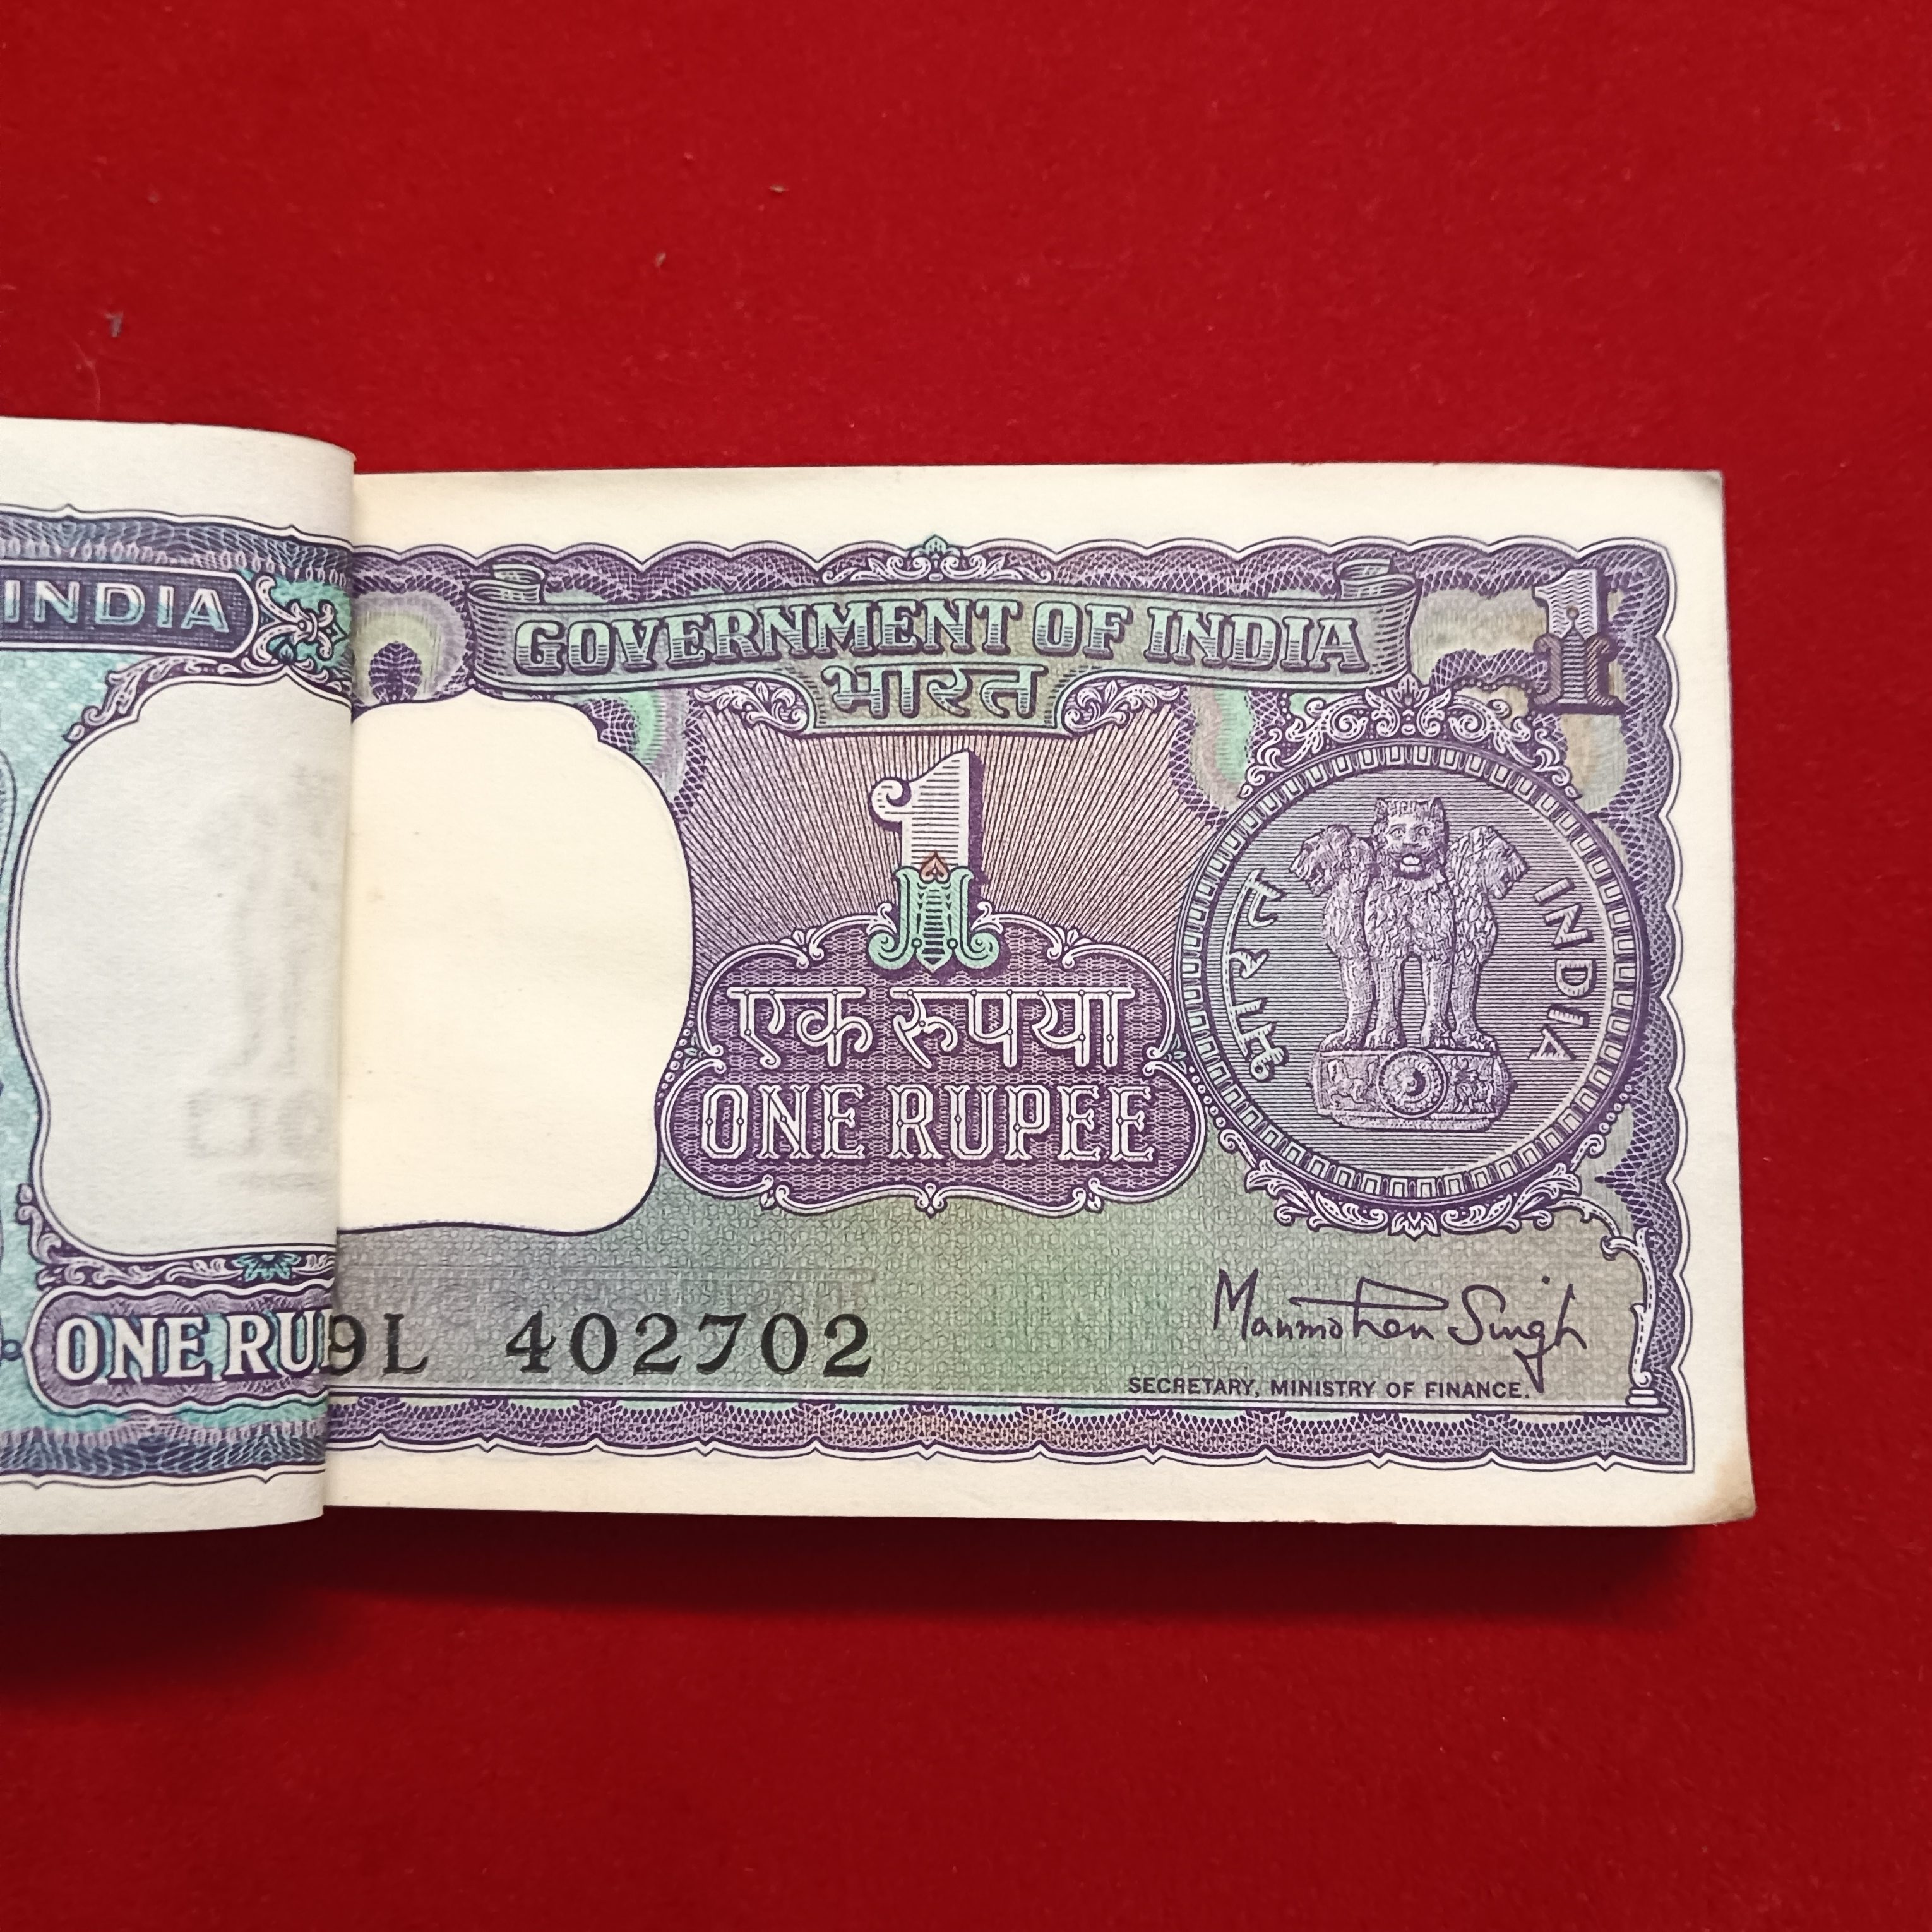 INDIA
ONE RU
GOVERNMENT OF INDIA
भारत
1
1
एक रुपया
ONE RUPEE
भारत
INDIA
9L 402702
Manmohan Singh
SECRETARY, MINISTRY OF FINANCE.